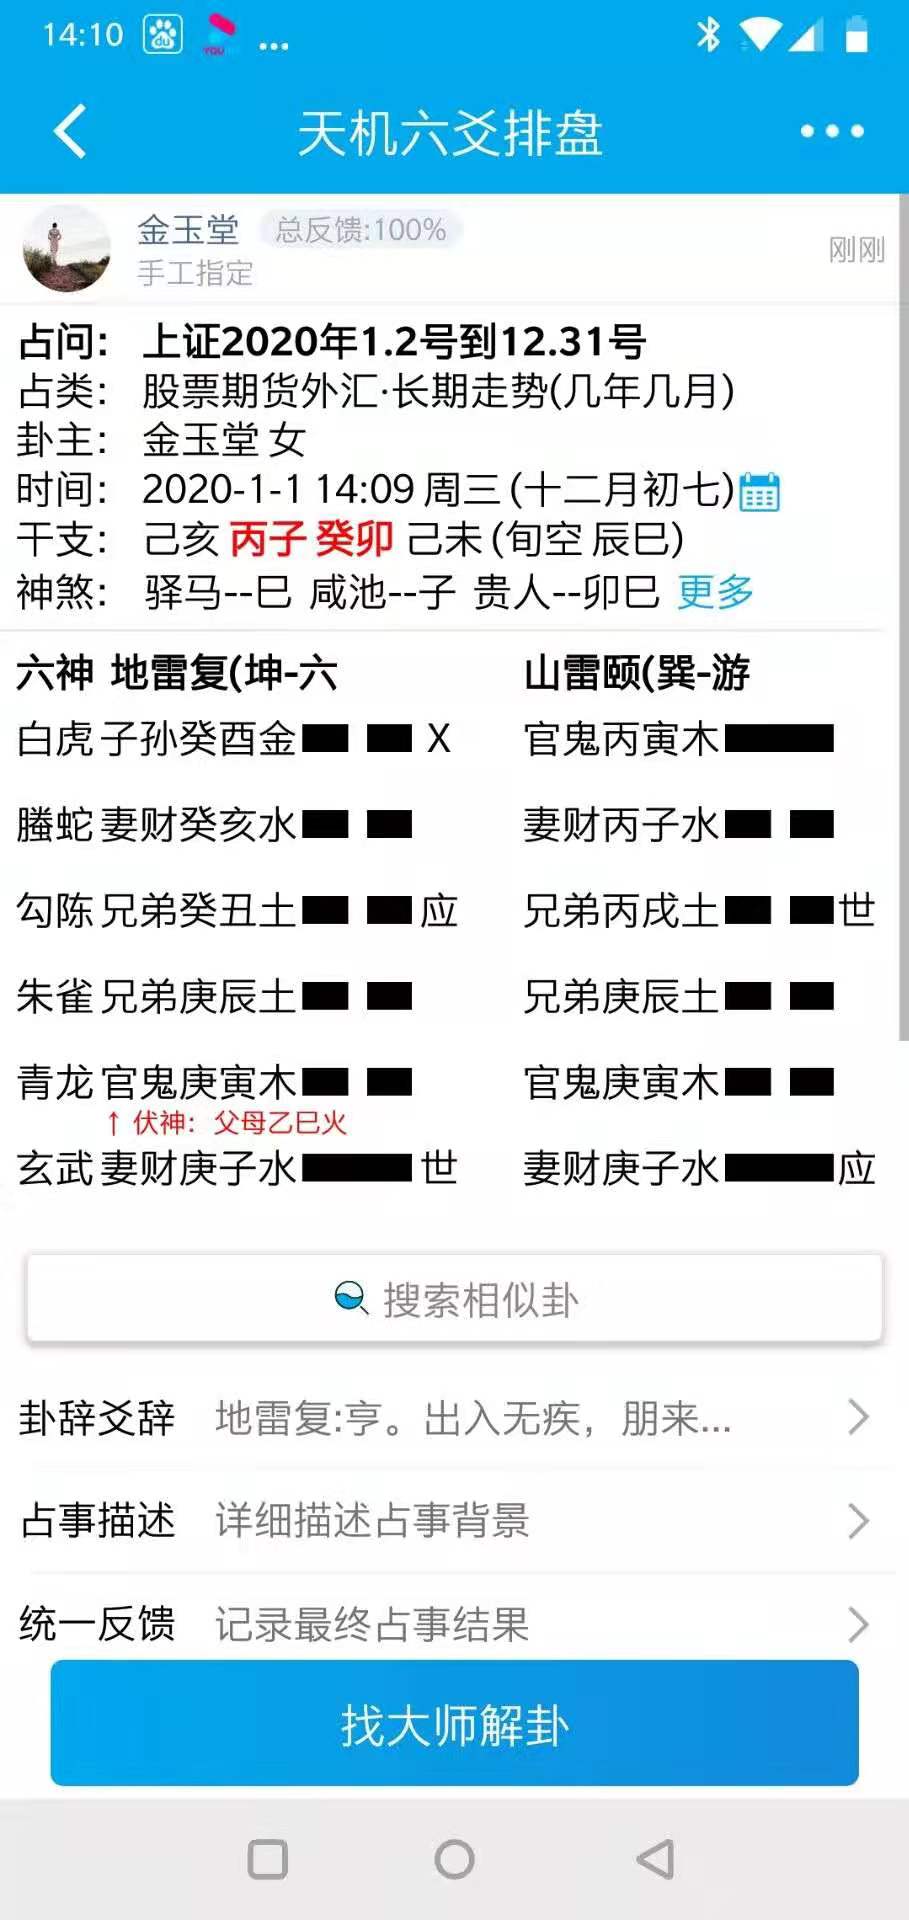 14:10 du YOU ...
天机六爻排盘
金玉堂 总反馈:100%
手工指定
刚刚
占问: 上证2020年1.2号到12.31号
占类: 股票期货外汇·长期走势(几年几月)
卦主: 金玉堂 女
时间: 2020-1-1 14:09 周三 (十二月初七)
干支: 己亥 丙子 癸卯 己未 (旬空 辰巳)
神煞: 驿马--巳 咸池--子 贵人--卯巳 更多
六神 地雷复(坤-六 山雷颐(巽-游
白虎 子孙癸酉金 X 官鬼丙寅木
螣蛇 妻财癸亥水 妻财丙子水
勾陈 兄弟癸丑土 应 兄弟丙戌土 世
朱雀 兄弟庚辰土 兄弟庚辰土
青龙 官鬼庚寅木 官鬼庚寅木
↑ 伏神: 父母乙巳火
玄武 妻财庚子水 世 妻财庚子水 应
搜索相似卦
卦辞爻辞 地雷复:亨。出入无疾，朋来...
占事描述 详细描述占事背景
统一反馈 记录最终占事结果
找大师解卦